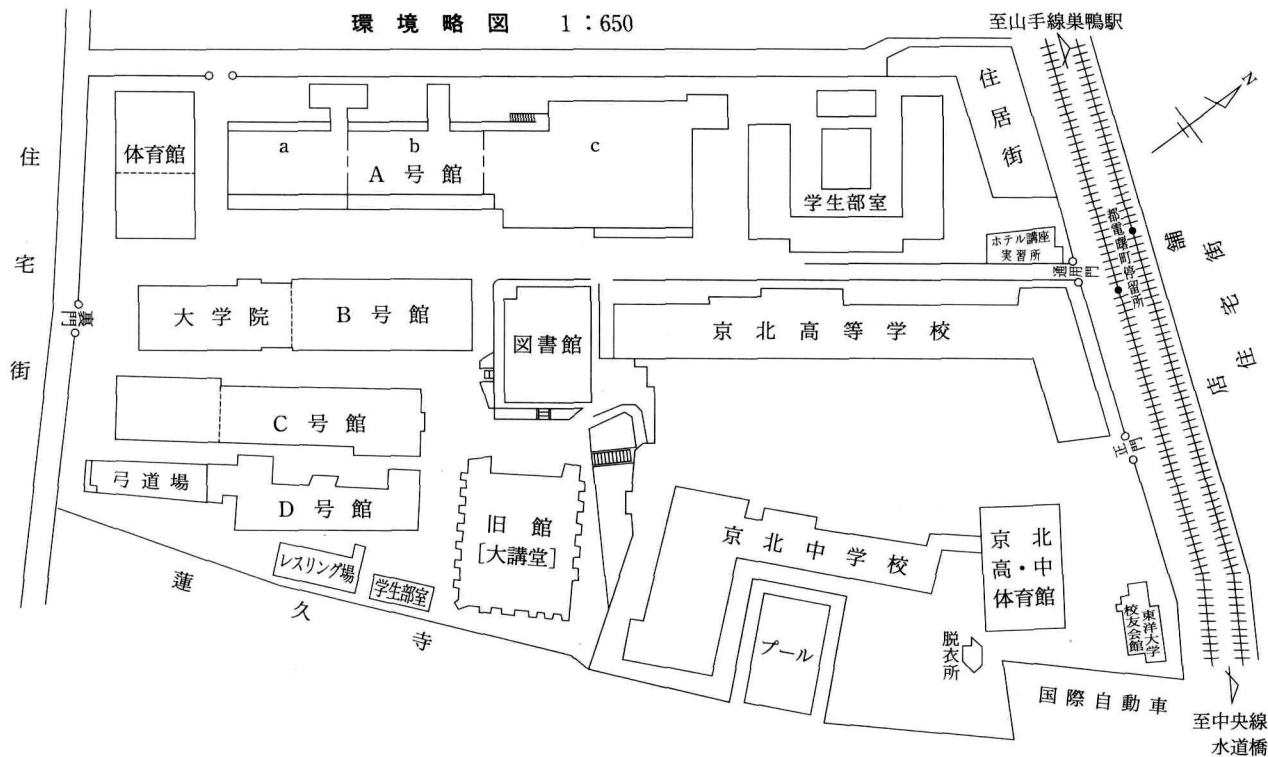 環境略図 1：650
至山手線巣鴨駅
N
住居街
住宅街
体育館
a
b
c
A号館
学生部室
ホテル講座
実習所
通用門
都電曙町停留所
店舗
住宅街
裏門
大学院
B号館
図書館
京北高等学校
C号館
正門
弓道場
D号館
旧館
[大講堂]
京北中学校
京北
高・中
体育館
レスリング場
学生部室
蓮久寺
プール
脱衣所
東洋大学
校友会館
国際自動車
至中央線
水道橋